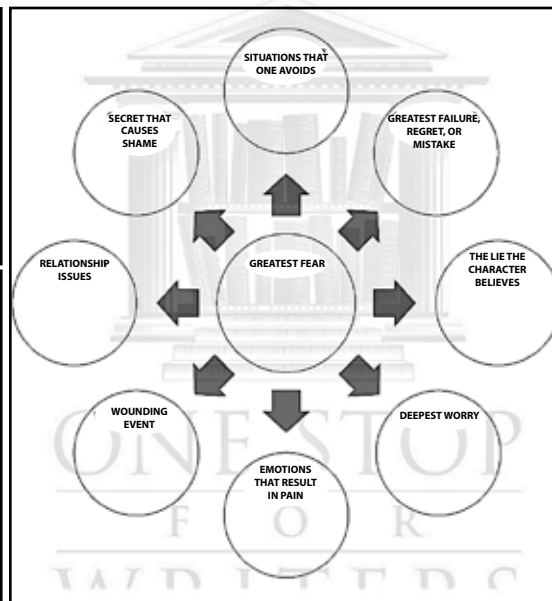 SITUATIONS THAT
ONE AVOIDS
SECRET THAT
CAUSES
SHAME
GREATEST FAILURE,
REGRET, OR
MISTAKE
RELATIONSHIP
ISSUES
GREATEST FEAR
THE LIE THE
CHARACTER
BELIEVES
WOUNDING
EVENT
DEEPEST WORRY
EMOTIONS
THAT RESULT
IN PAIN
ONE STOP
FOR
WRITERS